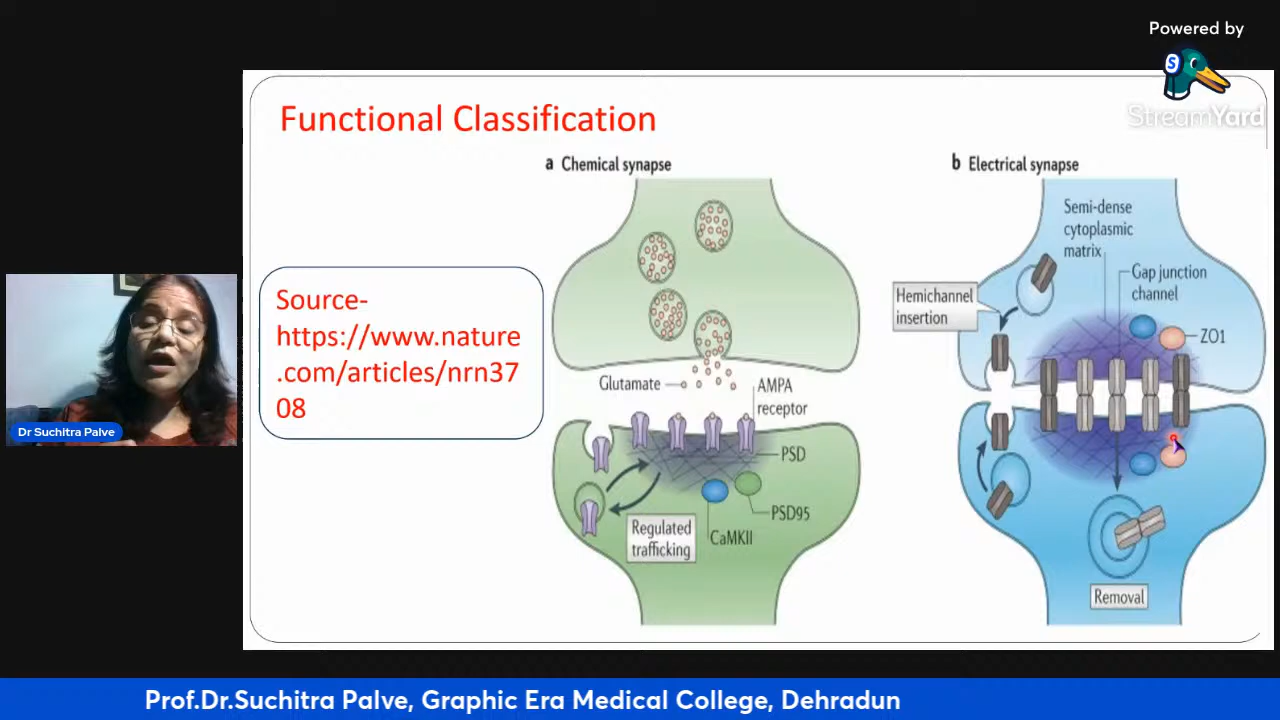 Powered by
S
StreamYard
Functional Classification
a Chemical synapse
b Electrical synapse
Source-
https://www.nature
.com/articles/nrn37
08
Glutamate
AMPA
receptor
PSD
PSD95
CaMKII
Regulated
trafficking
Semi-dense
cytoplasmic
matrix
Gap junction
channel
Hemichannel
insertion
ZO1
Removal
Dr Suchitra Palve
Prof.Dr.Suchitra Palve, Graphic Era Medical College, Dehradun